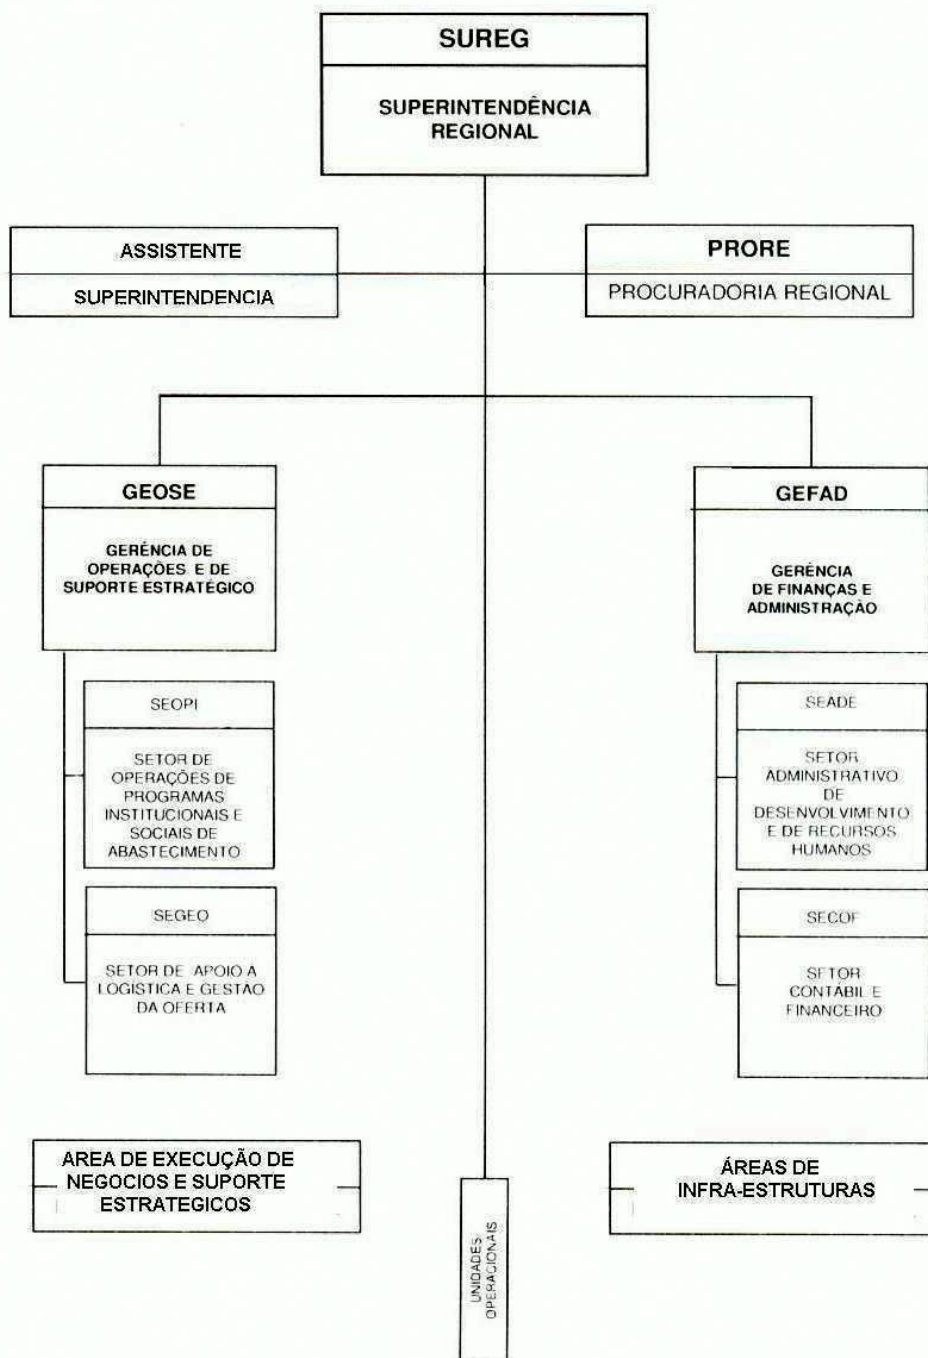 SUREG
SUPERINTENDÊNCIA
REGIONAL
ASSISTENTE
SUPERINTENDENCIA
PRORE
PROCURADORIA REGIONAL
GEOSE
GERÊNCIA DE
OPERAÇÕES E DE
SUPORTE ESTRATÉGICO
GEFAD
GERÊNCIA
DE FINANÇAS E
ADMINISTRAÇÃO
SEOPI
SETOR DE
OPERAÇÕES DE
PROGRAMAS
INSTITUCIONAIS E
SOCIAIS DE
ABASTECIMENTO
SEADE
SETOR
ADMINISTRATIVO
DE
DESENVOLVIMENTO
E DE RECURSOS
HUMANOS
SEGEO
SETOR DE APOIO A
LOGISTICA E GESTÃO
DA OFERTA
SECOF
SETOR
CONTÁBIL E
FINANCEIRO
AREA DE EXECUÇÃO DE
NEGOCIOS E SUPORTE
ESTRATEGICOS
ÁREAS DE
INFRA-ESTRUTURAS
UNIDADES
OPERACIONAIS